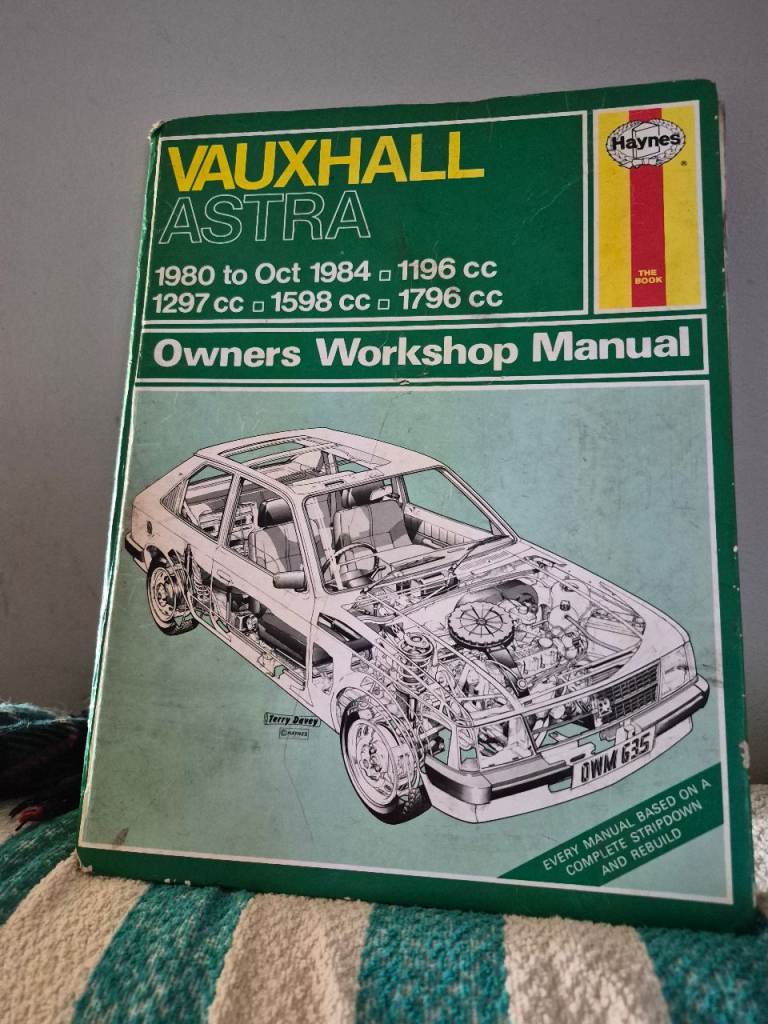 VAUXHALL
ASTRA
1980 to Oct 1984 □ 1196 cc
1297 cc □ 1598 cc □ 1796 cc
Haynes
®
THE
BOOK
Owners Workshop Manual
Terry Davey
© HAYNES
OWM 635
EVERY MANUAL BASED ON A
COMPLETE STRIPDOWN
AND REBUILD